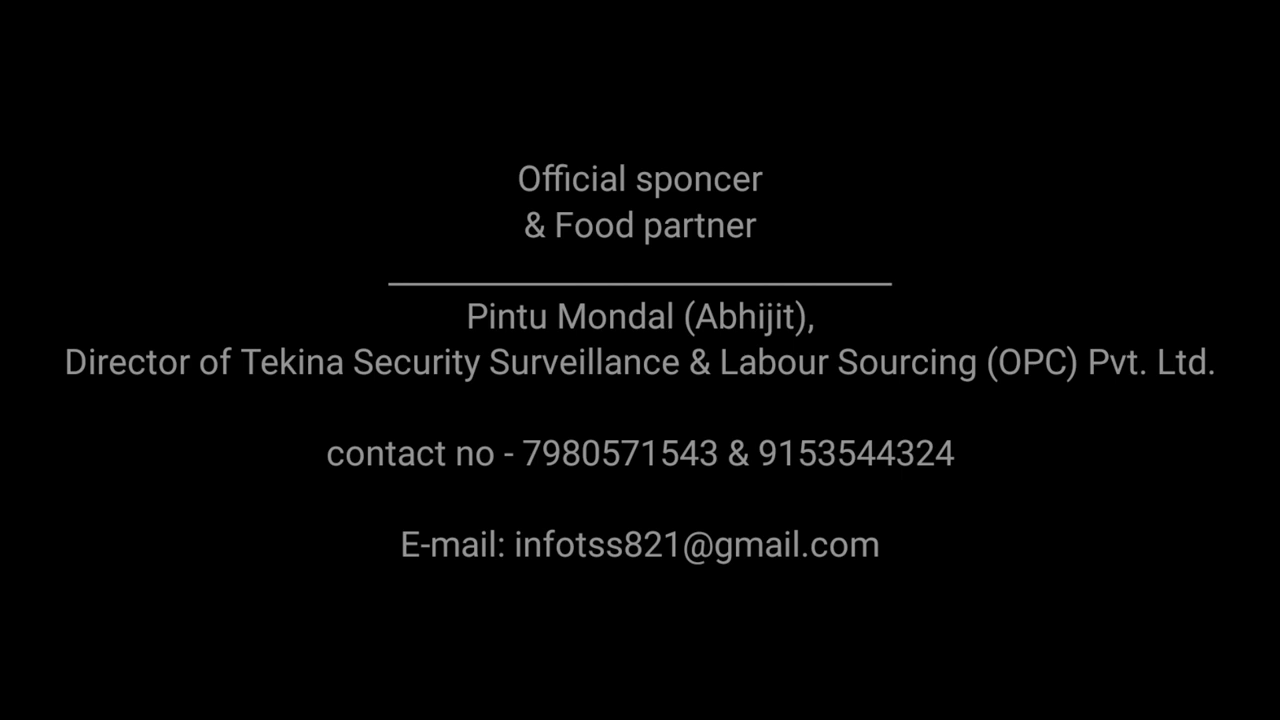 Official sponcer
& Food partner
Pintu Mondal (Abhijit),
Director of Tekina Security Surveillance & Labour Sourcing (OPC) Pvt. Ltd.
contact no - 7980571543 & 9153544324
E-mail: infotss821@gmail.com